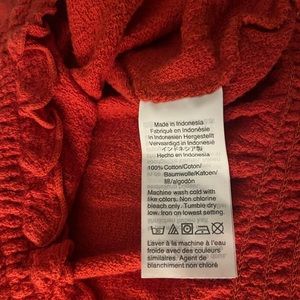 Made in Indonesia
Fabriqué en Indonésie
in Indonesien Hergestellt
Verwaardigd in Indonesië
インドネシア製
Hecho en Indonesia
100% Cotton/Coton/
Baumwolle/Katoen/
綿/algodón
Machine wash cold with
like colors. Non chlorine
bleach only. Tumble dry
low. Iron on lowest setting.
Laver à la machine à l'eau
froide avec des couleurs
similaires. Agent de
blanchiment non chloré